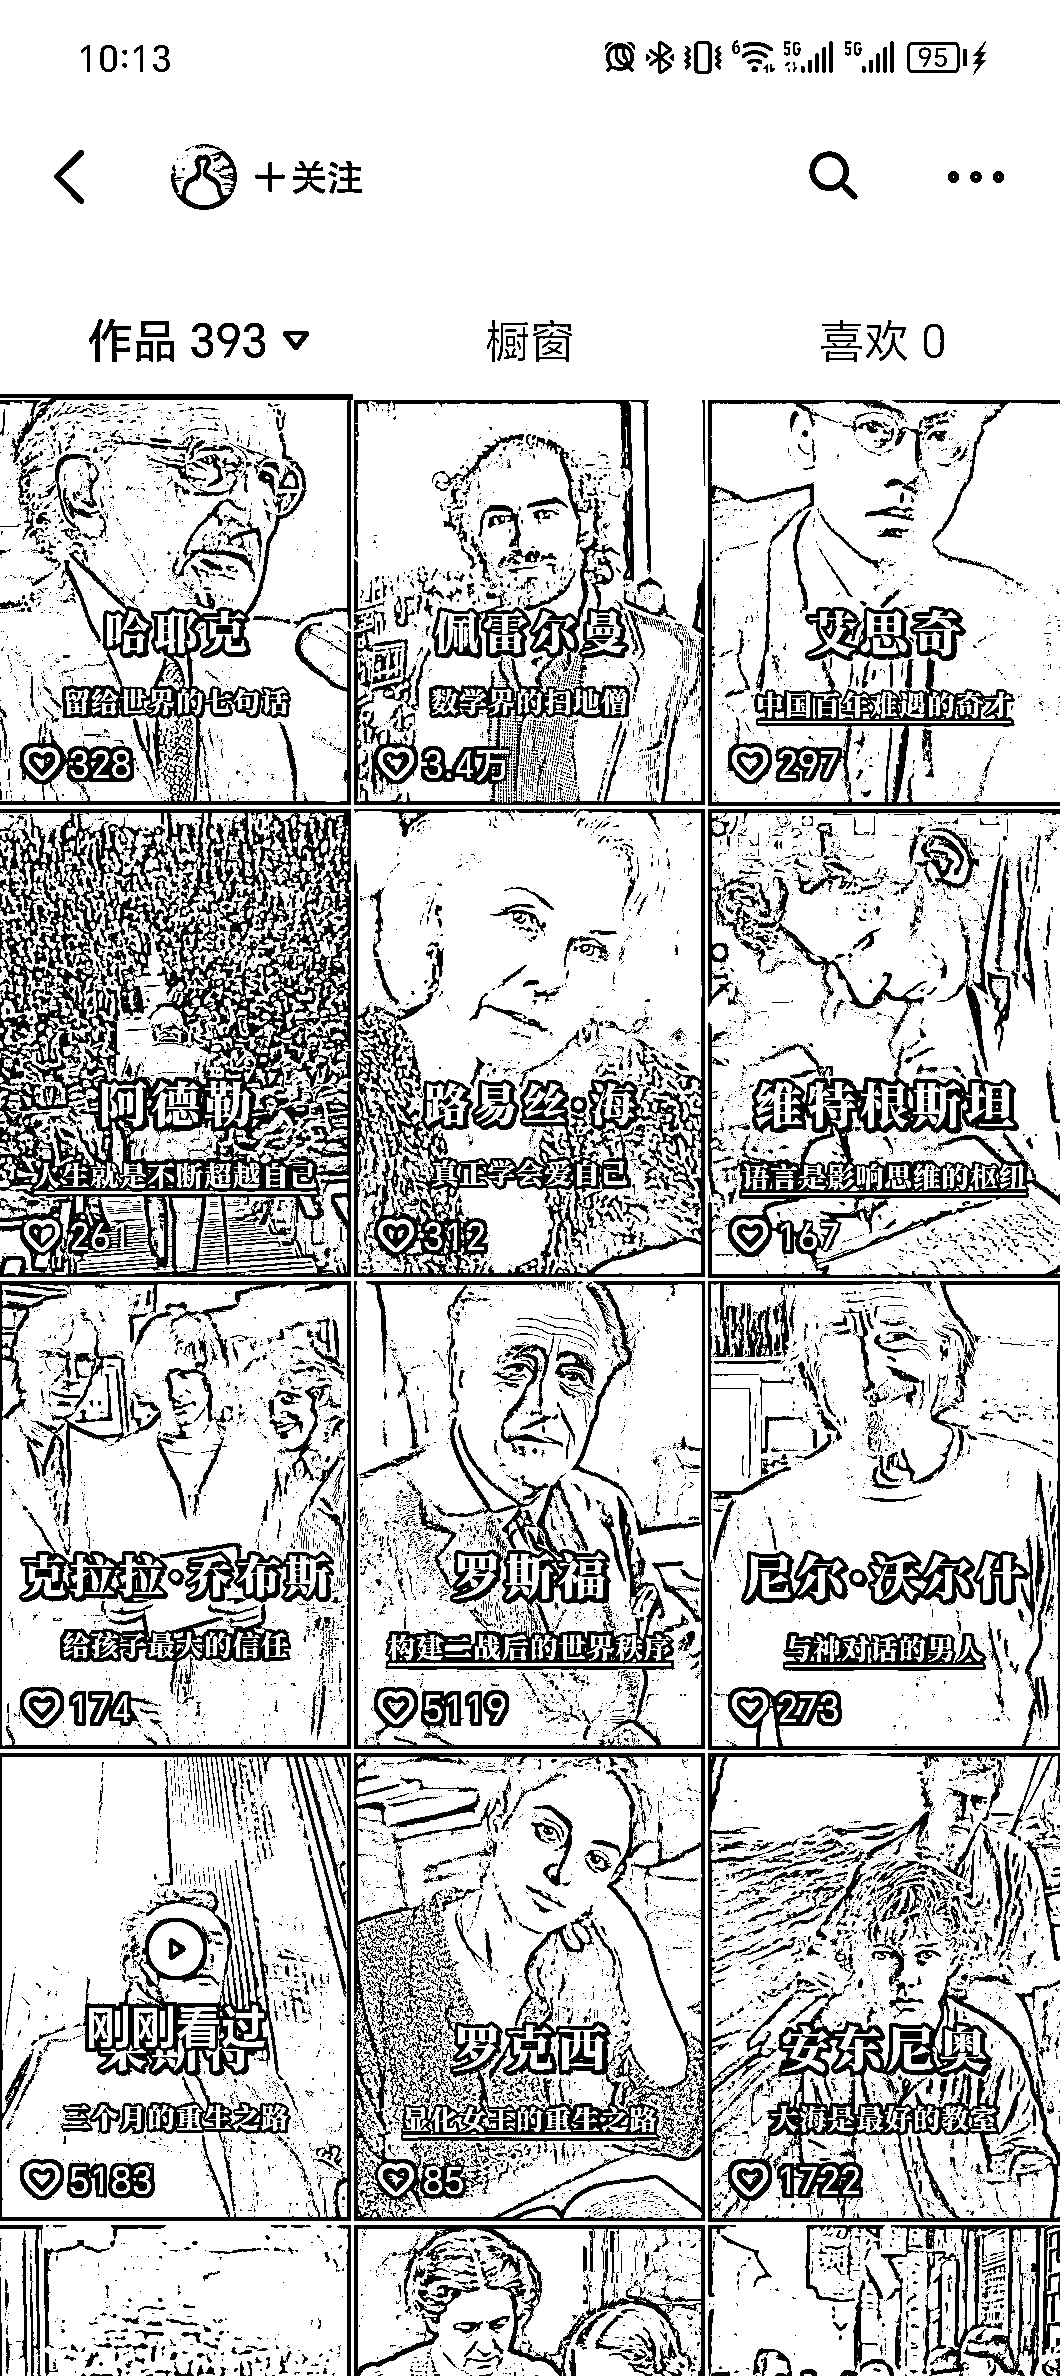 10:13
6 5G 5G 95
关注
作品 393
橱窗
喜欢 0
哈耶克
留给世界的七句话
328
佩雷尔曼
数学界的扫地僧
3.4万
艾思奇
中国百年难遇的奇才
297
阿德勒
人生就是不断超越自己
261
路易丝·海
真正学会爱自己
312
维特根斯坦
语言是影响思维的枢纽
167
克拉拉·乔布斯
给孩子最大的信任
174
罗斯福
构建二战后的世界秩序
5119
尼尔·沃尔什
与神对话的男人
273
刚刚看过
三个月的重生之路
5183
罗克西
显化女王的重生之路
85
安东尼奥
大海是最好的教室
1722